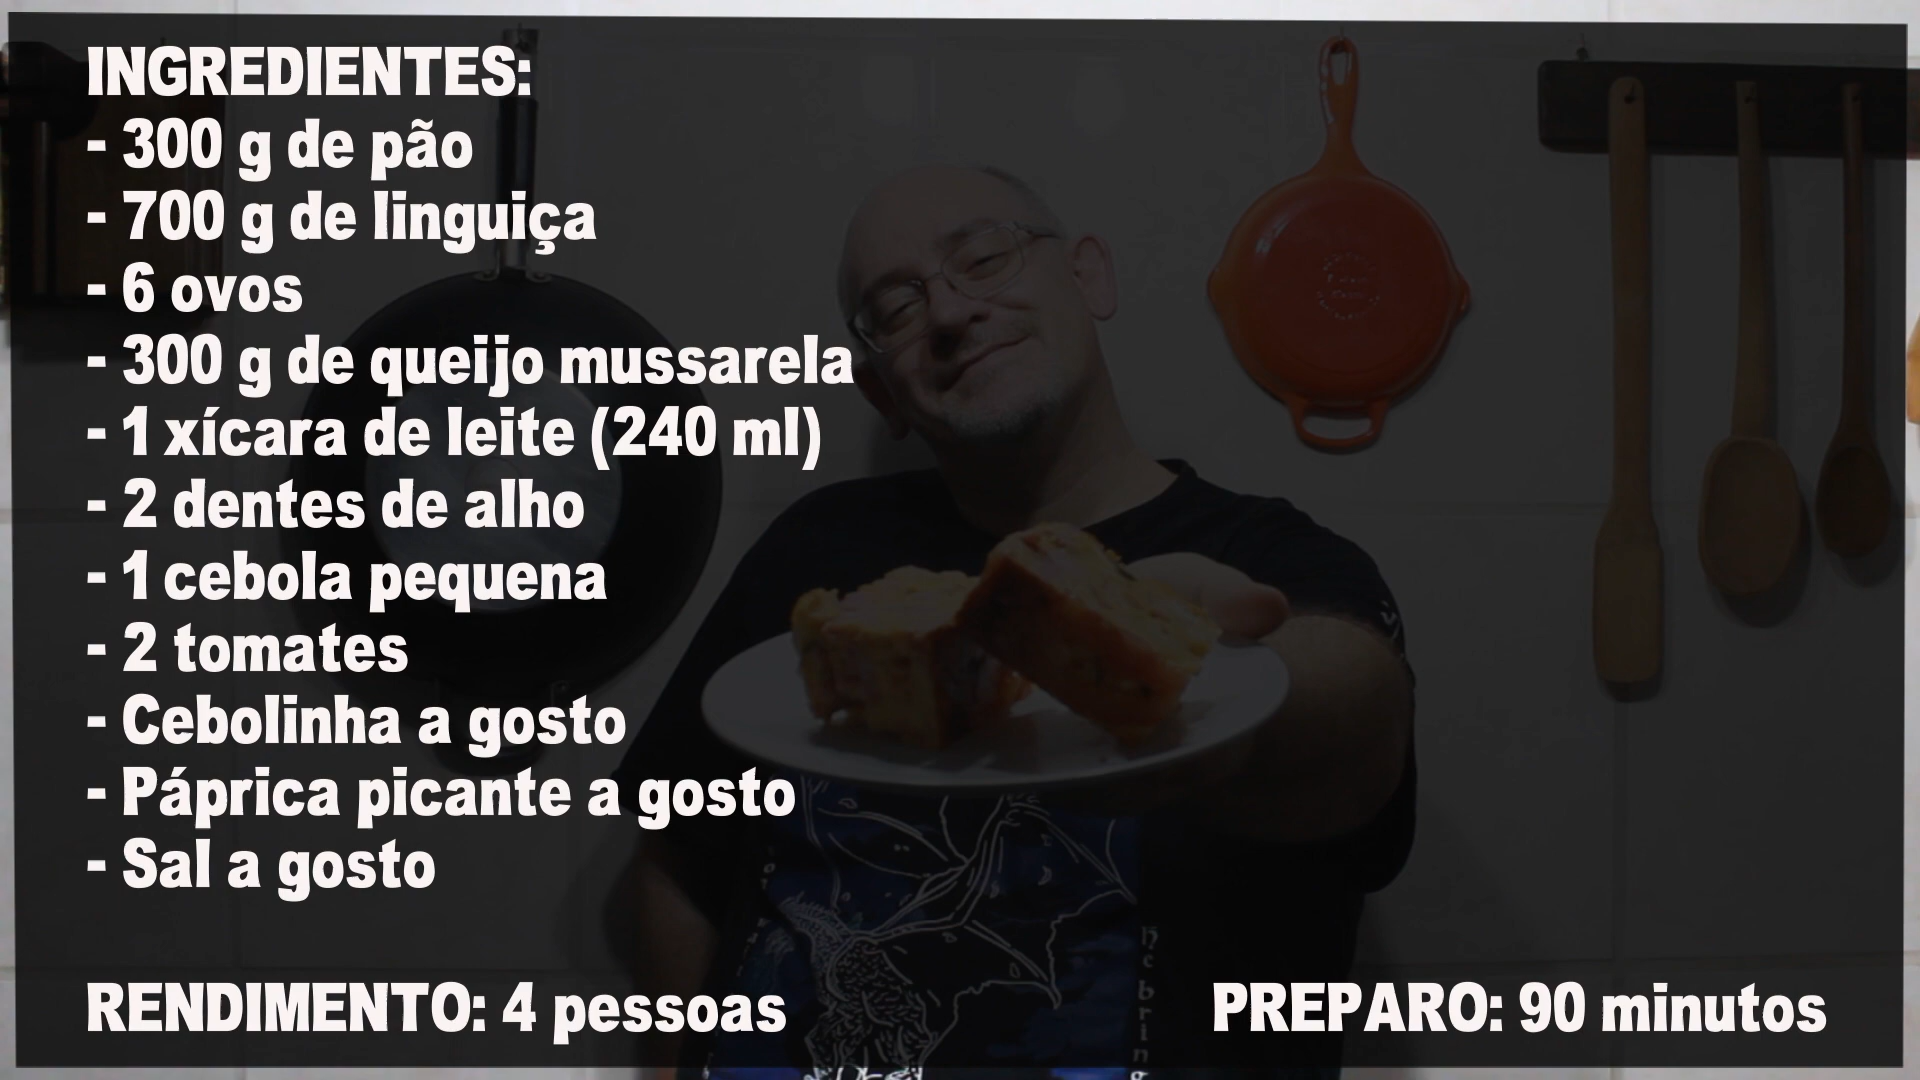 INGREDIENTES:
- 300 g de pão
- 700 g de linguiça
- 6 ovos
- 300 g de queijo mussarela
- 1 xícara de leite (240 ml)
- 2 dentes de alho
- 1 cebola pequena
- 2 tomates
- Cebolinha a gosto
- Páprica picante a gosto
- Sal a gosto
RENDIMENTO: 4 pessoas
PREPARO: 90 minutos